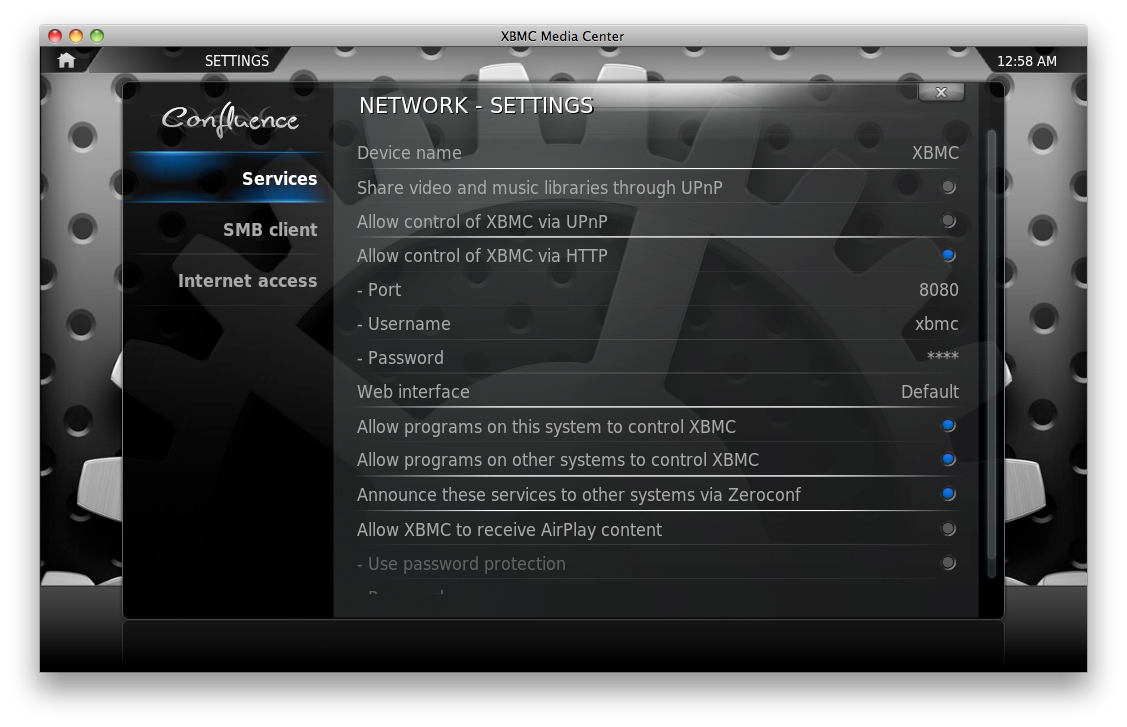 XBMC Media Center
SETTINGS
12:58 AM
Confluence
NETWORK - SETTINGS
X
Services
SMB client
Internet access
Device name XBMC
Share video and music libraries through UPnP
Allow control of XBMC via UPnP
Allow control of XBMC via HTTP
- Port 8080
- Username xbmc
- Password ****
Web interface Default
Allow programs on this system to control XBMC
Allow programs on other systems to control XBMC
Announce these services to other systems via Zeroconf
Allow XBMC to receive AirPlay content
- Use password protection